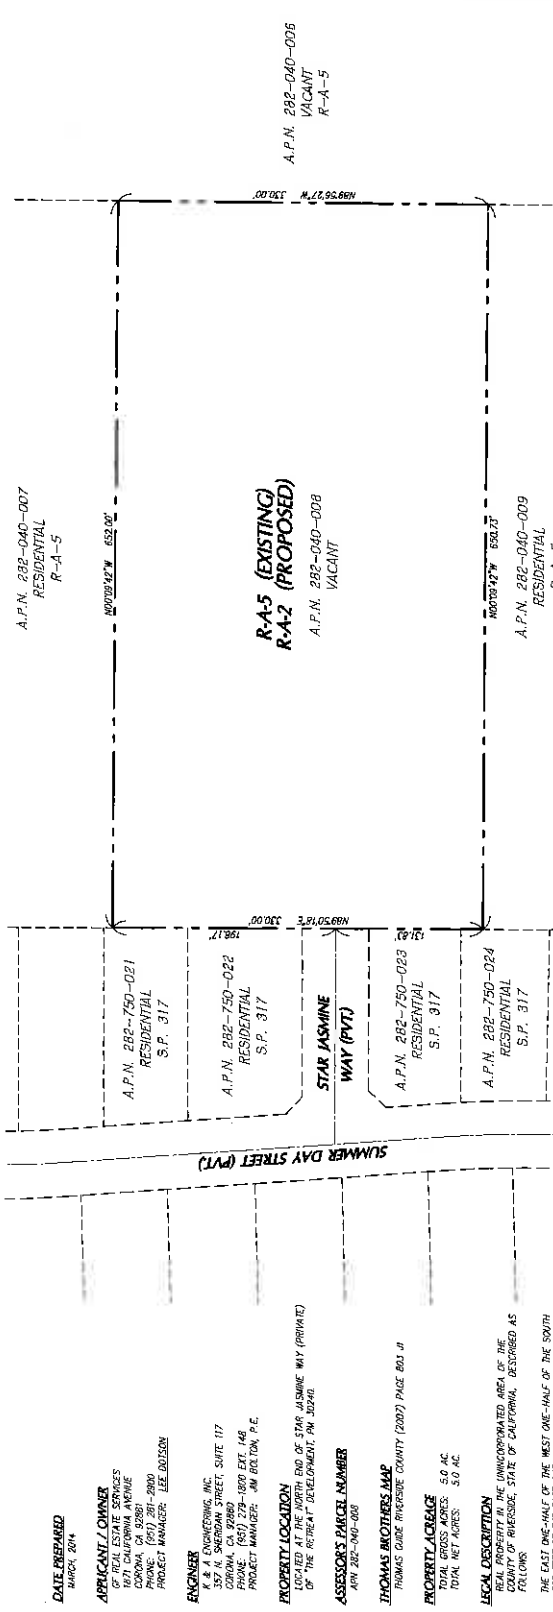 DATE PREPARED
MARCH, 2014
APPLICANT / OWNER
GF REAL ESTATE SERVICES
1871 CALIFORNIA AVENUE
CORONA, CA 92881
PHONE: (951) 281-2900
PROJECT MANAGER: LEE DOTSON
ENGINEER
K & A ENGINEERING, INC.
357 N. SHERIDAN STREET, SUITE 117
CORONA, CA 92880
PHONE: (951) 279-1800 EXT. 148
PROJECT MANAGER: JIM BOLTON, P.E.
PROPERTY LOCATION
LOCATED AT THE NORTH END OF STAR JASMINE WAY (PRIVATE)
OF "THE RETREAT" DEVELOPMENT, PM 30240.
ASSESSOR'S PARCEL NUMBER
APN 282-040-008
THOMAS BROTHERS MAP
THOMAS GUIDE RIVERSIDE COUNTY (2007) PAGE 803 J1
PROPERTY ACREAGE
TOTAL GROSS ACRES: 5.0 AC.
TOTAL NET ACRES: 5.0 AC.
LEGAL DESCRIPTION
REAL PROPERTY IN THE UNINCORPORATED AREA OF THE
COUNTY OF RIVERSIDE, STATE OF CALIFORNIA, DESCRIBED AS
FOLLOWS:
THE EAST ONE-HALF OF THE WEST ONE-HALF OF THE SOUTH
SUMMER DAY STREET (PVT.)
A.P.N. 282-750-021
RESIDENTIAL
S.P. 317
A.P.N. 282-750-022
RESIDENTIAL
S.P. 317
STAR JASMINE
WAY (PVT.)
A.P.N. 282-750-023
RESIDENTIAL
S.P. 317
A.P.N. 282-750-024
RESIDENTIAL
S.P. 317
198.17'
N89°50'18"E 330.00'
131.83'
A.P.N. 282-040-007
RESIDENTIAL
R-A-5
N00°09'42"W 652.00'
R-A-5 (EXISTING)
R-A-2 (PROPOSED)
A.P.N. 282-040-008
VACANT
N00°09'42"W 650.73'
A.P.N. 282-040-009
RESIDENTIAL
N89°56'27"W 330.00'
A.P.N. 282-040-006
VACANT
R-A-5